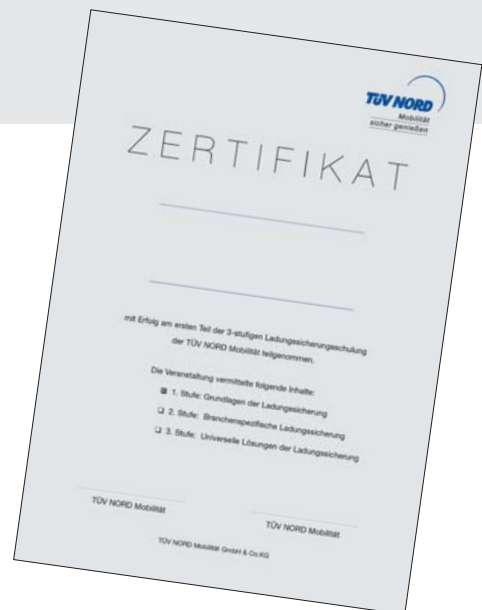 TÜV NORD
Mobilität
sicher genießen
ZERTIFIKAT
mit Erfolg am ersten Teil der 3-stufigen Ladungssicherungsschulung
der TÜV NORD Mobilität teilgenommen.
Die Veranstaltung vermittelte folgende Inhalte:
1. Stufe: Grundlagen der Ladungssicherung
2. Stufe: Branchenspezifische Ladungssicherung
3. Stufe: Universelle Lösungen der Ladungssicherung
TÜV NORD Mobilität
TÜV NORD Mobilität
TÜV NORD Mobilität GmbH & Co.KG